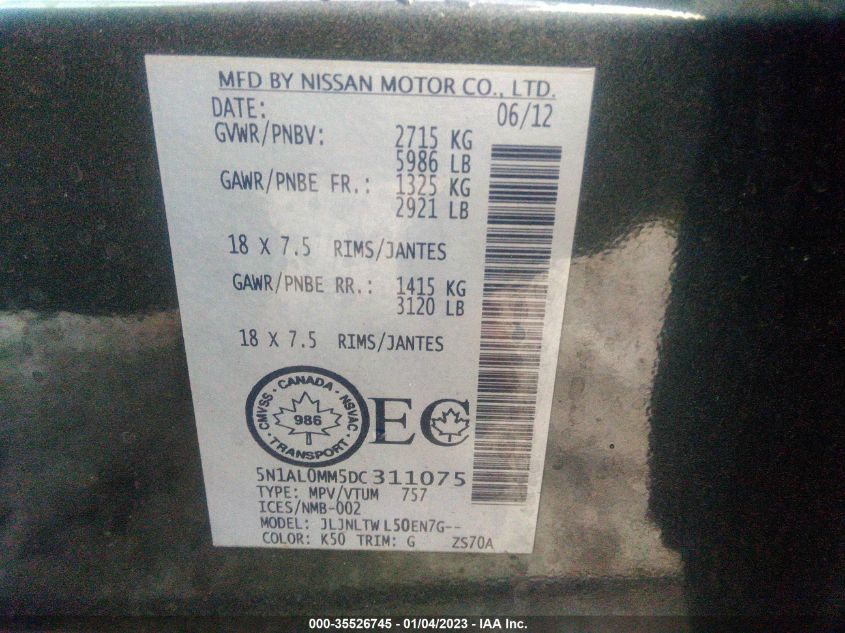 MFD BY NISSAN MOTOR CO., LTD.
DATE: 06/12
GVWR/PNBV: 2715 KG
5986 LB
GAWR/PNBE FR.: 1325 KG
2921 LB
18 X 7.5 RIMS/JANTES
GAWR/PNBE RR.: 1415 KG
3120 LB
18 X 7.5 RIMS/JANTES
CMVSS · CANADA · NSVAC
986
· TRANSPORT ·
EC
5N1AL0MM5DC311075
TYPE: MPV/VTUM 757
ICES/NMB-002
MODEL: JLJNLTWL50EN7G--
COLOR: K50 TRIM: G ZS70A
000-35526745 - 01/04/2023 - IAA Inc.